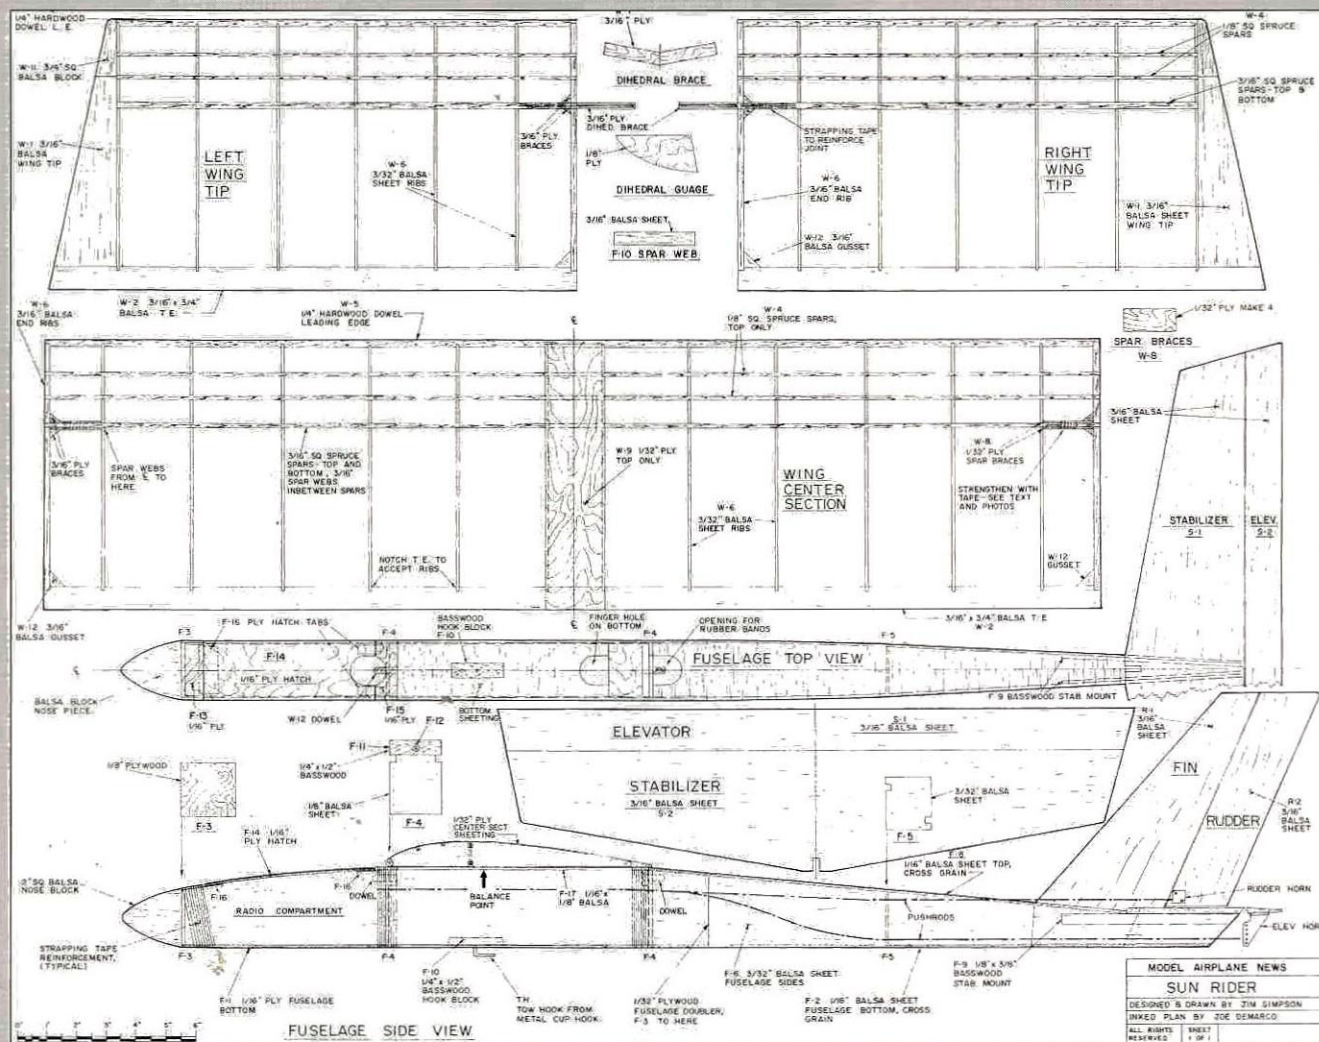 1/4" HARDWOOD
DOWEL L.E.
W-11 3/4" SQ
BALSA BLOCK
W-1 3/16"
BALSA
WING TIP
LEFT
WING
TIP
W-6
3/32" BALSA
SHEET RIBS
3/16" PLY
BRACES
3/16" PLY
DIHEDRAL BRACE
3/16" PLY
DIHED BRACE
1/8"
PLY
DIHEDRAL GUAGE
3/16" BALSA SHEET
F-10 SPAR WEB
STRAPPING TAPE
TO REINFORCE
JOINT
W-6
3/16" BALSA
END RIB
W-12 3/16"
BALSA GUSSET
RIGHT
WING
TIP
W-4
1/8" SQ SPRUCE
SPARS
3/16" SQ SPRUCE
SPARS-TOP &
BOTTOM
W-1 3/16"
BALSA SHEET
WING TIP
W-6
3/16" BALSA
END RIBS
W-2 3/16" x 3/4"
BALSA T.E.
W-5
1/4" HARDWOOD DOWEL
LEADING EDGE
W-4
1/8" SQ SPRUCE SPARS,
TOP ONLY
1/32" PLY MAKE 4
SPAR BRACES
W-8
3/16" PLY
BRACES
SPAR WEBS
FROM ℄ TO
HERE
3/16" SQ SPRUCE
SPARS-TOP AND
BOTTOM, 3/16"
SPAR WEBS
INBETWEEN SPARS
W-9 1/32" PLY
TOP ONLY
W-6
3/32" BALSA
SHEET RIBS
WING
CENTER
SECTION
W-8
1/32" PLY
SPAR BRACES
STRENGTHEN WITH
TAPE-SEE TEXT
AND PHOTOS
W-12
GUSSET
NOTCH T.E. TO
ACCEPT RIBS
3/16" BALSA
SHEET
STABILIZER
S-1
ELEV.
S-2
W-12 3/16"
BALSA GUSSET
3/16" x 3/4" BALSA T.E.
W-2
F-3
F-16 PLY HATCH TABS
F-4
BASSWOOD
HOOK BLOCK
F-10
FINGER HOLE
ON BOTTOM
F-4
OPENING FOR
RUBBER BANDS
F-5
F-14
1/16" PLY HATCH
FUSELAGE TOP VIEW
BALSA BLOCK
NOSE PIECE
F-13
1/16" PLY
W-12 DOWEL
F-15
1/16" PLY
BOTTOM
SHEETING
F-9 BASSWOOD STAB. MOUNT
F-12
F-11
1/4" x 1/2"
BASSWOOD
1/8" BALSA
SHEET
F-4
1/8" PLYWOOD
F-3
ELEVATOR
S-1
3/16" BALSA SHEET
STABILIZER
3/16" BALSA SHEET
S-2
3/32" BALSA
SHEET
F-5
R-1
3/16"
BALSA
SHEET
FIN
R-2
3/16"
BALSA
SHEET
RUDDER
F-14 1/16"
PLY HATCH
1/32" PLY
CENTER SECT
SHEETING
F-8
1/16" BALSA SHEET TOP,
CROSS GRAIN
2" SQ BALSA
NOSE BLOCK
F-16
F-16
DOWEL
RADIO COMPARTMENT
BALANCE
POINT
F-17 1/16" x
1/8" BALSA
DOWEL
PUSHRODS
RUDDER HORN
ELEV HORN
STRAPPING TAPE
REINFORCEMENT,
(TYPICAL)
F-3
F-4
F-4
F-5
F-1 1/16" PLY FUSELAGE
BOTTOM
F-10
1/4" x 1/2"
BASSWOOD
HOOK BLOCK
T.H.
TOW HOOK FROM
METAL CUP HOOK
1/32" PLYWOOD
FUSELAGE DOUBLER,
F-3 TO HERE
F-6 3/32" BALSA SHEET
FUSELAGE SIDES
F-2 1/16" BALSA SHEET
FUSELAGE BOTTOM, CROSS
GRAIN
F-9 1/8" x 3/8"
BASSWOOD
STAB. MOUNT
FUSELAGE SIDE VIEW
0" 1" 2" 3" 4" 5" 6"
MODEL AIRPLANE NEWS
SUN RIDER
DESIGNED & DRAWN BY JIM SIMPSON
INKED PLAN BY JOE DEMARCO
ALL RIGHTS
RESERVED
SHEET
1 OF 1